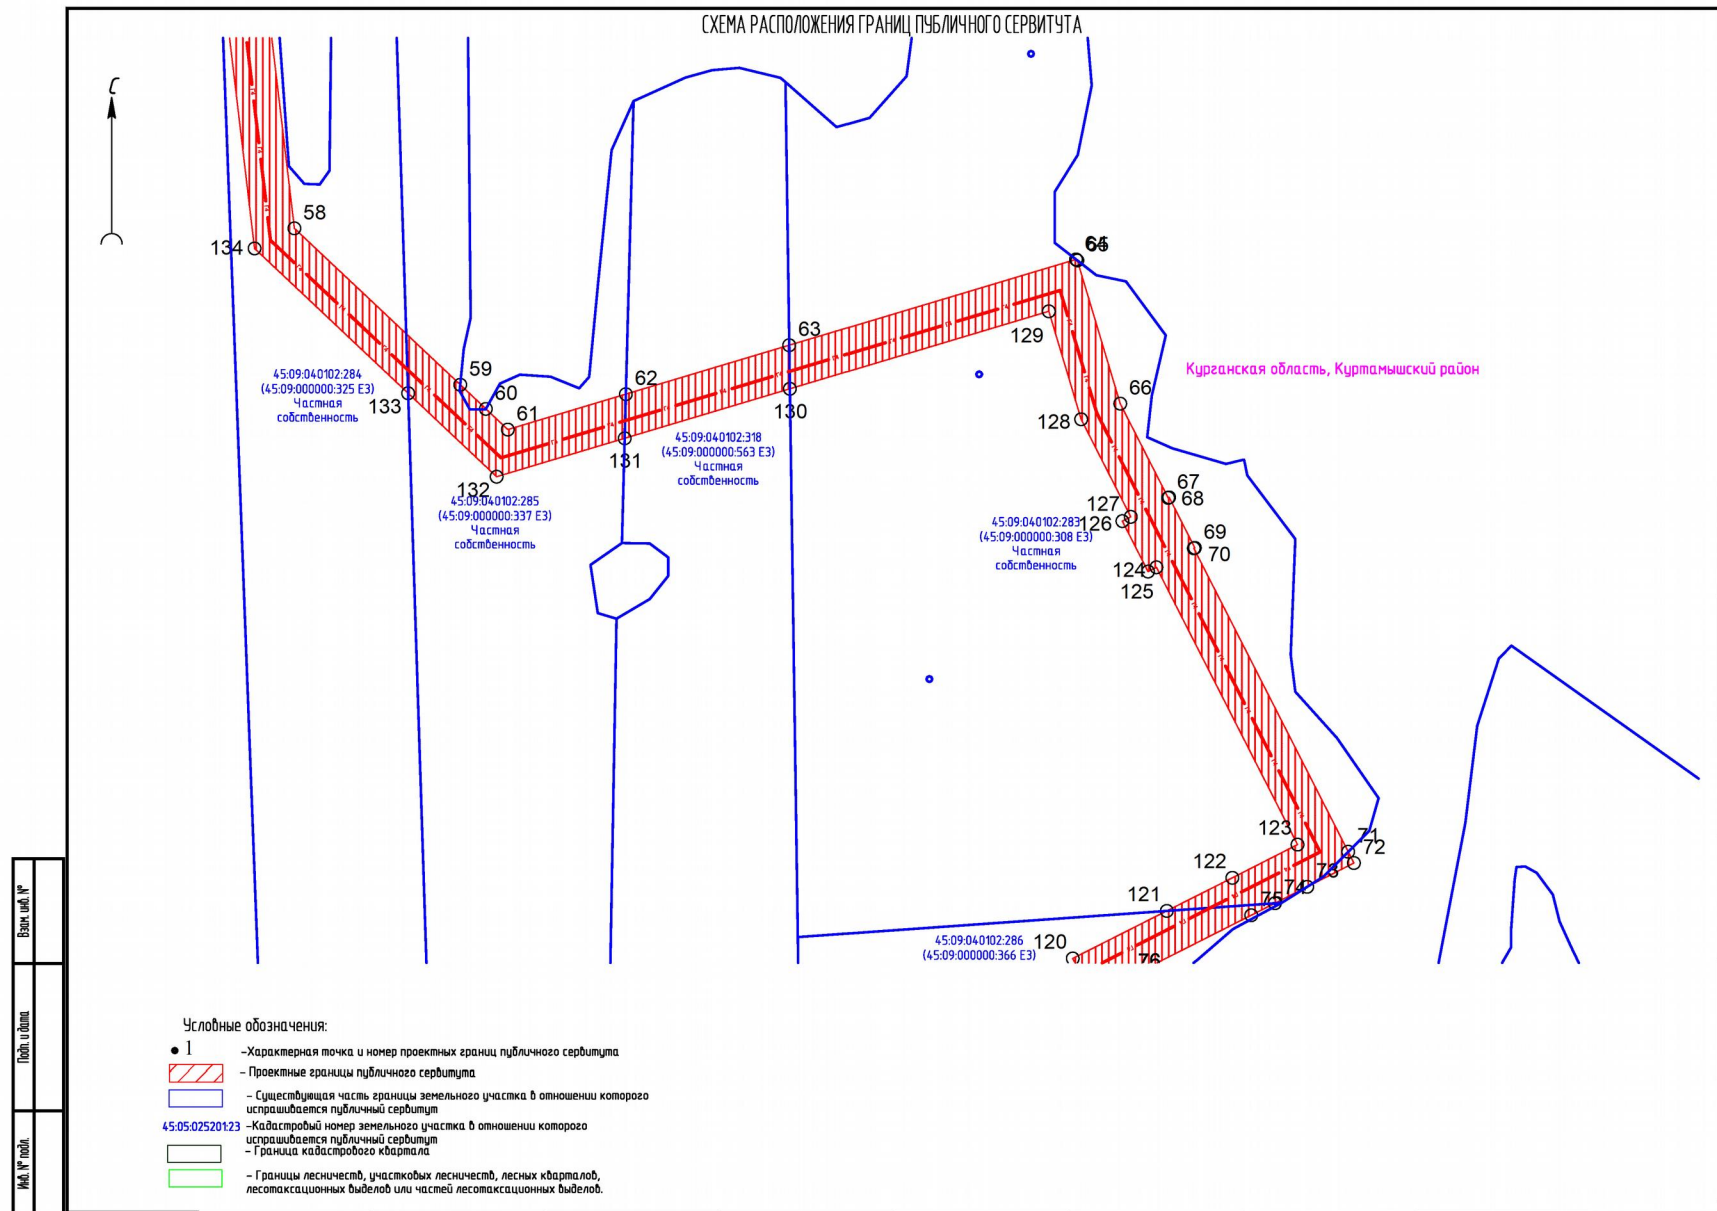 СХЕМА РАСПОЛОЖЕНИЯ ГРАНИЦ ПУБЛИЧНОГО СЕРВИТУТА
С
58
134
64
65
63
129
Курганская область, Куртамышский район
59
45:09:040102:284
(45:09:000000:325 ЕЗ)
Частная
собственность
133
60
62
61
130
66
128
131
45:09:040102:318
(45:09:000000:563 ЕЗ)
Частная
собственность
132
45:09:040102:285
(45:09:000000:337 ЕЗ)
Частная
собственность
67
68
127
126
45:09:040102:283
(45:09:000000:308 ЕЗ)
Частная
собственность
69
70
124
125
123
71
72
122
73
74
121
75
120
76
45:09:040102:286
(45:09:000000:366 ЕЗ)
Условные обозначения:
1
-Характерная точка и номер проектных границ публичного сервитута
- Проектные границы публичного сервитута
- Существующая часть границы земельного участка в отношении которого
испрашивается публичный сервитут
45:05:025201:23 -Кадастровый номер земельного участка в отношении которого
испрашивается публичный сервитут
- Граница кадастрового квартала
- Границы лесничеств, участковых лесничеств, лесных кварталов,
лесотаксационных выделов или частей лесотаксационных выделов.
Взам. инв. №
Подп. и дата
Инв. № подл.